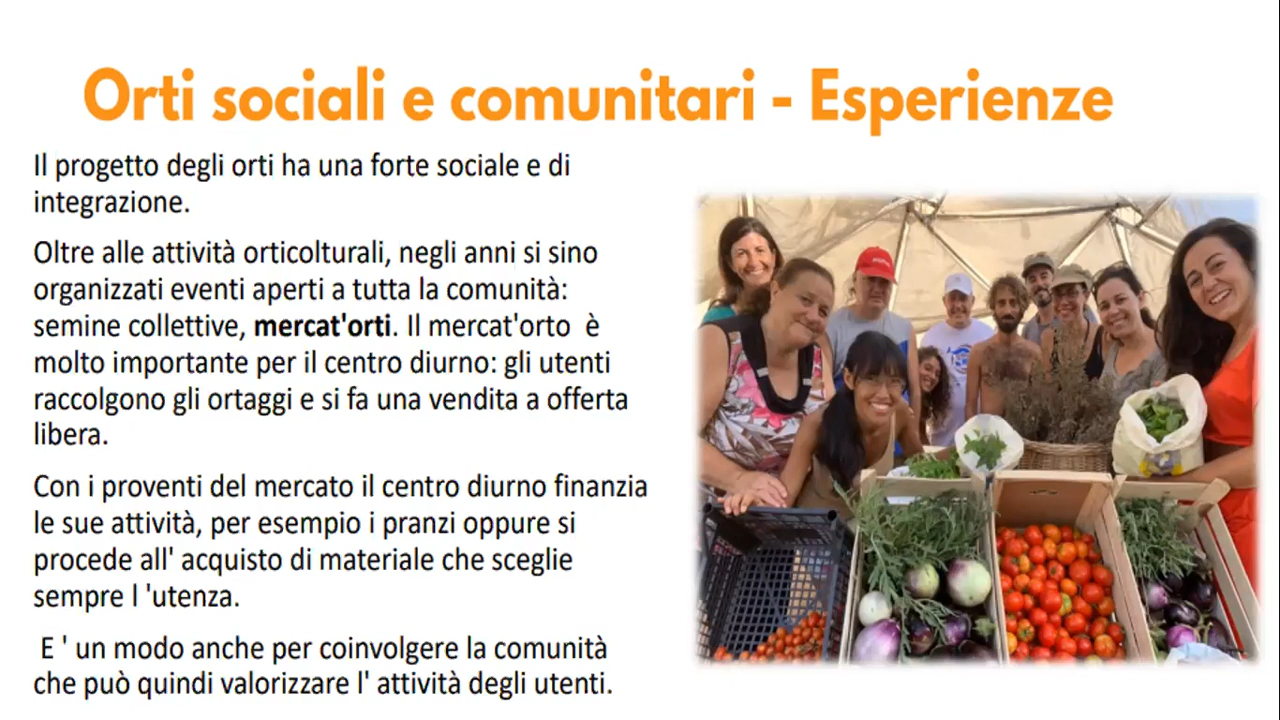 Orti sociali e comunitari - Esperienze
Il progetto degli orti ha una forte sociale e di
integrazione.
Oltre alle attività orticolturali, negli anni si sino
organizzati eventi aperti a tutta la comunità:
semine collettive, mercat'orti. Il mercat'orto è
molto importante per il centro diurno: gli utenti
raccolgono gli ortaggi e si fa una vendita a offerta
libera.
Con i proventi del mercato il centro diurno finanzia
le sue attività, per esempio i pranzi oppure si
procede all' acquisto di materiale che sceglie
sempre l 'utenza.
E ' un modo anche per coinvolgere la comunità
che può quindi valorizzare l' attività degli utenti.